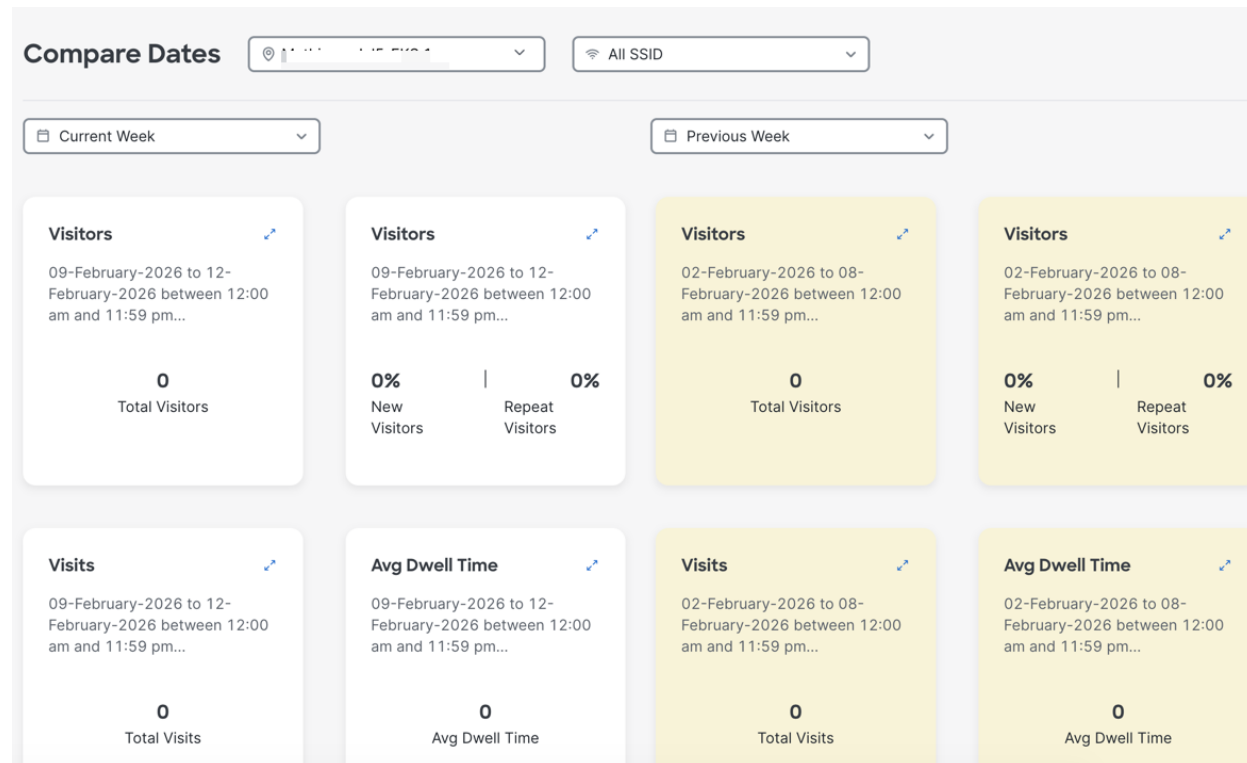 Compare Dates
All SSID
Current Week
Previous Week
Visitors
09-February-2026 to 12-
February-2026 between 12:00
am and 11:59 pm...
0
Total Visitors
Visitors
09-February-2026 to 12-
February-2026 between 12:00
am and 11:59 pm...
0% | 0%
New Repeat
Visitors Visitors
Visitors
02-February-2026 to 08-
February-2026 between 12:00
am and 11:59 pm...
0
Total Visitors
Visitors
02-February-2026 to 08-
February-2026 between 12:00
am and 11:59 pm...
0% | 0%
New Repeat
Visitors Visitors
Visits
09-February-2026 to 12-
February-2026 between 12:00
am and 11:59 pm...
0
Total Visits
Avg Dwell Time
09-February-2026 to 12-
February-2026 between 12:00
am and 11:59 pm...
0
Avg Dwell Time
Visits
02-February-2026 to 08-
February-2026 between 12:00
am and 11:59 pm...
0
Total Visits
Avg Dwell Time
02-February-2026 to 08-
February-2026 between 12:00
am and 11:59 pm...
0
Avg Dwell Time